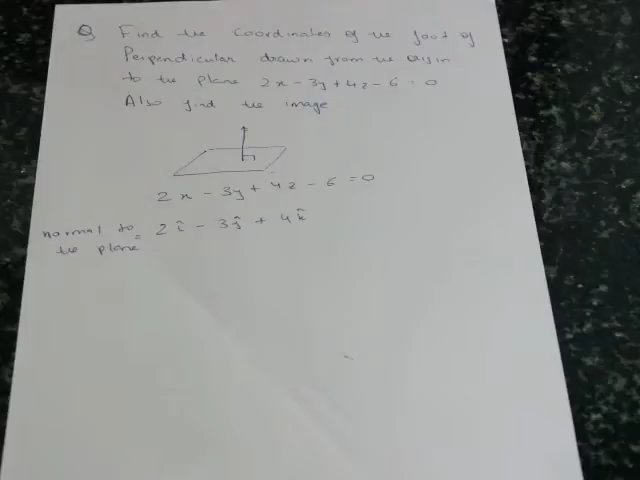 Q Find the Coordinates of the foot of
Perpendicular drawn from the origin
to the plane 2x - 3y + 4z - 6 = 0
Also find the image
2x - 3y + 4z - 6 = 0
normal to the plane = 2î - 3ĵ + 4k̂